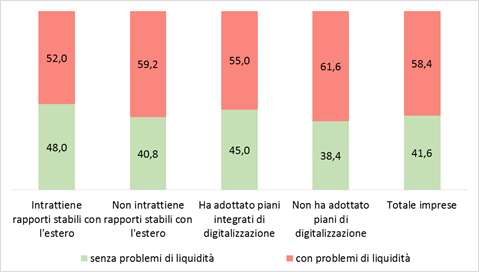 52,0 59,2 55,0 61,6 58,4
48,0 40,8 45,0 38,4 41,6
Intrattiene rapporti stabili con l'estero
Non intrattiene rapporti stabili con l'estero
Ha adottato piani integrati di digitalizzazione
Non ha adottato piani di digitalizzazione
Totale imprese
senza problemi di liquidità
con problemi di liquidità